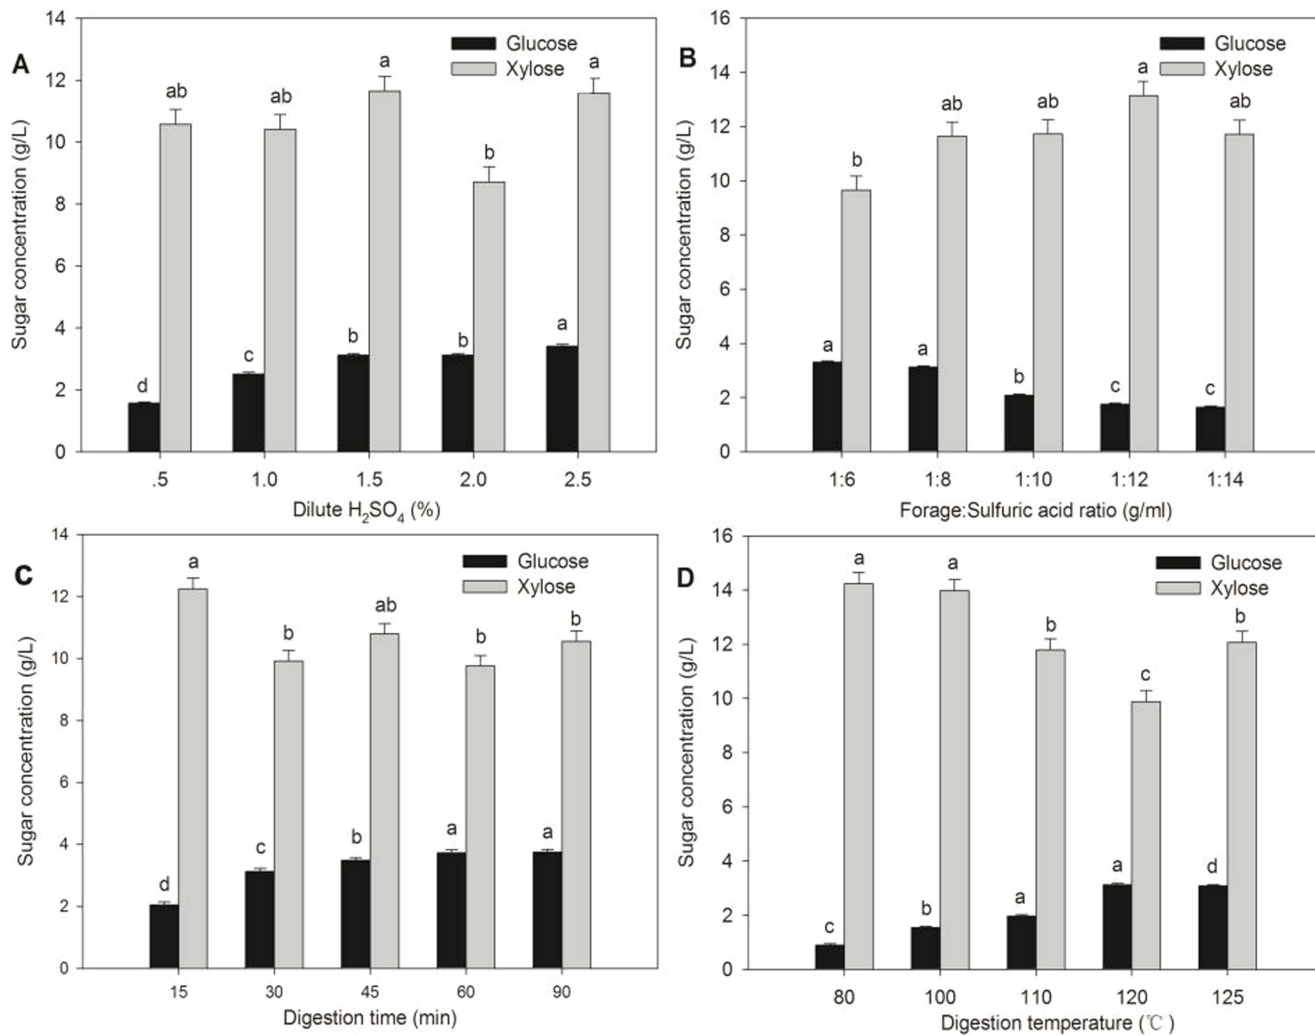 A
Glucose
Xylose
Sugar concentration (g/L)
14
12
10
8
6
4
2
0
ab
ab
a
b
a
d
c
b
b
a
.5
1.0
1.5
2.0
2.5
Dilute H2SO4 (%)
B
Glucose
Xylose
Sugar concentration (g/L)
16
14
12
10
8
6
4
2
0
b
ab
ab
a
ab
a
a
b
c
c
1:6
1:8
1:10
1:12
1:14
Forage:Sulfuric acid ratio (g/ml)
C
Glucose
Xylose
Sugar concentration (g/L)
14
12
10
8
6
4
2
0
a
b
ab
b
b
d
c
b
a
a
15
30
45
60
90
Digestion time (min)
D
Glucose
Xylose
Sugar concentration (g/L)
16
14
12
10
8
6
4
2
0
a
a
b
c
b
c
b
a
a
d
80
100
110
120
125
Digestion temperature (℃)